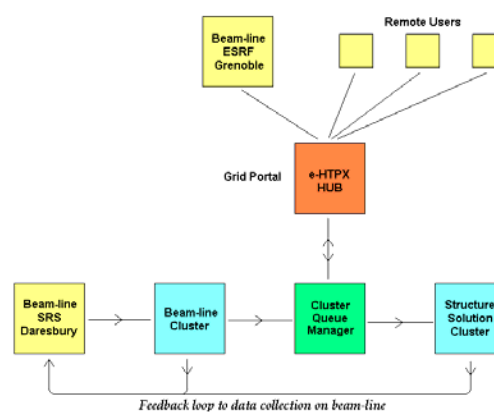 Remote Users
Beam-line
ESRF
Grenoble
Grid Portal
e-HTPX
HUB
Beam-line
SRS
Daresbury
Beam-line
Cluster
Cluster
Queue
Manager
Structure
Solution
Cluster
Feedback loop to data collection on beam-line